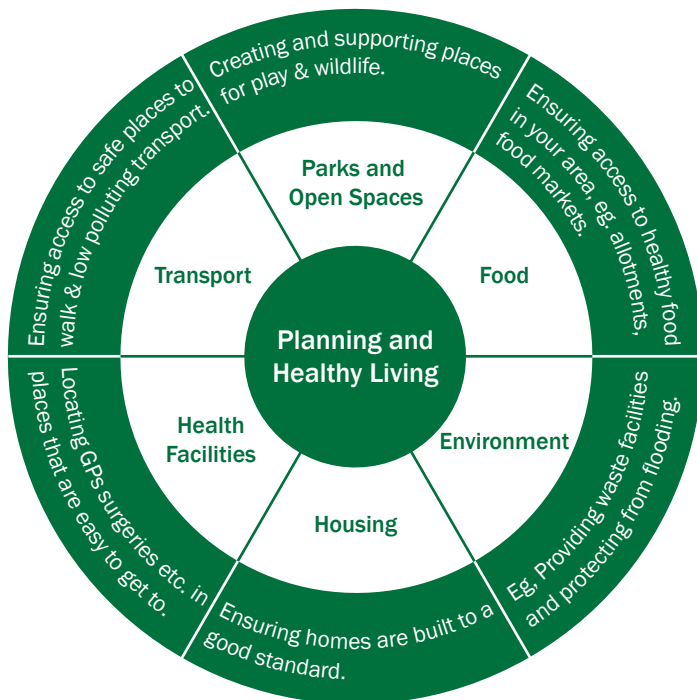 Planning and
Healthy Living
Parks and
Open Spaces
Creating and supporting places
for play & wildlife.
Food
Ensuring access to healthy food
in your area, eg. allotments,
food markets.
Environment
Eg, Providing waste facilities
and protecting from flooding.
Housing
Ensuring homes are built to a
good standard.
Health
Facilities
Locating GPs surgeries etc. in
places that are easy to get to.
Transport
Ensuring access to safe places to
walk & low polluting transport.